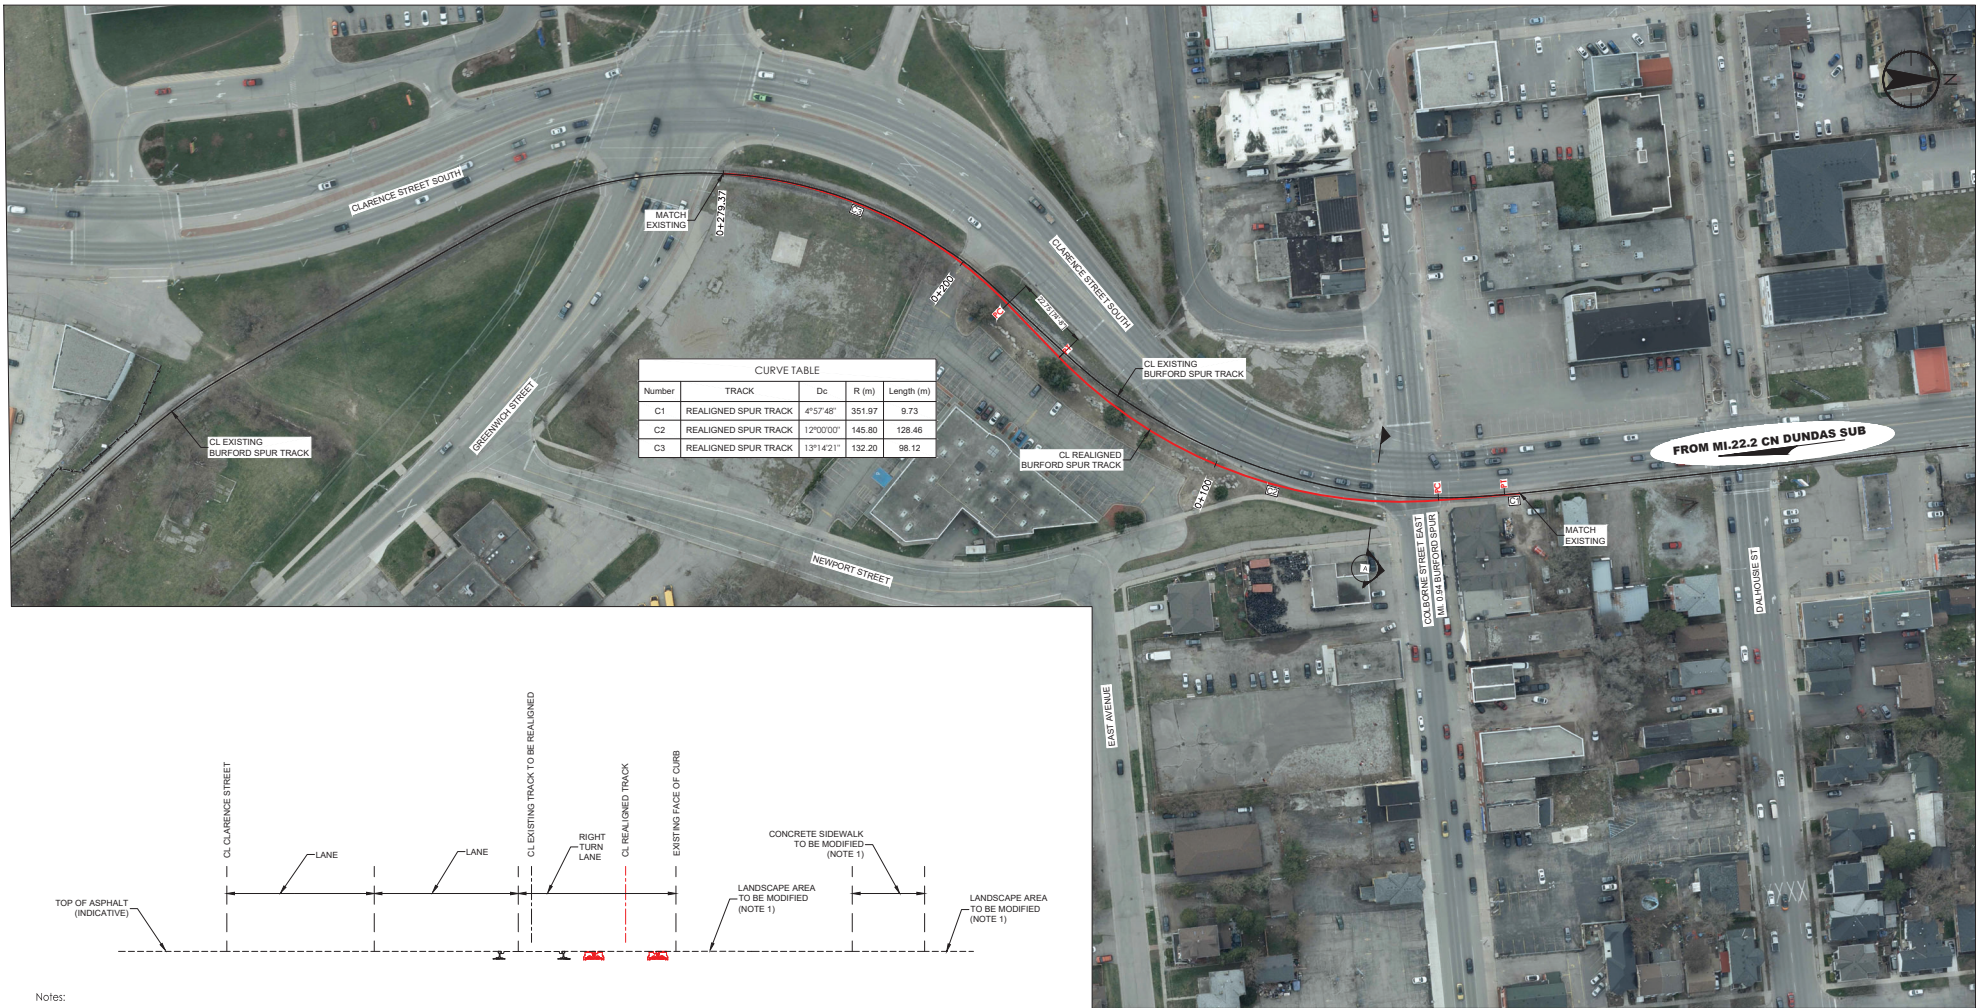 CLARENCE STREET SOUTH
MATCH
EXISTING
0+279.37
C3
0+200
PC
22.75 [74'-8"]
CLARENCE STREET SOUTH
CL EXISTING
BURFORD SPUR TRACK
GREENWICH STREET
CURVE TABLE
Number TRACK Dc R (m) Length (m)
C1 REALIGNED SPUR TRACK 4°57'48" 351.97 9.73
C2 REALIGNED SPUR TRACK 12°00'00" 145.80 128.46
C3 REALIGNED SPUR TRACK 13°14'21" 132.20 98.12
CL EXISTING
BURFORD SPUR TRACK
CL REALIGNED
BURFORD SPUR TRACK
FROM MI.22.2 CN DUNDAS SUB
N
0+100
C2
PC
PT
C1
MATCH
EXISTING
NEWPORT STREET
A
COLBORNE STREET EAST
MI. 0.94 BURFORD SPUR
DALHOUSIE ST
EAST AVENUE
CL CLARENCE STREET
CL EXISTING TRACK TO BE REALIGNED
CL REALIGNED TRACK
EXISTING FACE OF CURB
LANE
LANE
RIGHT
TURN
LANE
CONCRETE SIDEWALK
TO BE MODIFIED
(NOTE 1)
TOP OF ASPHALT
(INDICATIVE)
LANDSCAPE AREA
TO BE MODIFIED
(NOTE 1)
LANDSCAPE AREA
TO BE MODIFIED
(NOTE 1)
Notes: